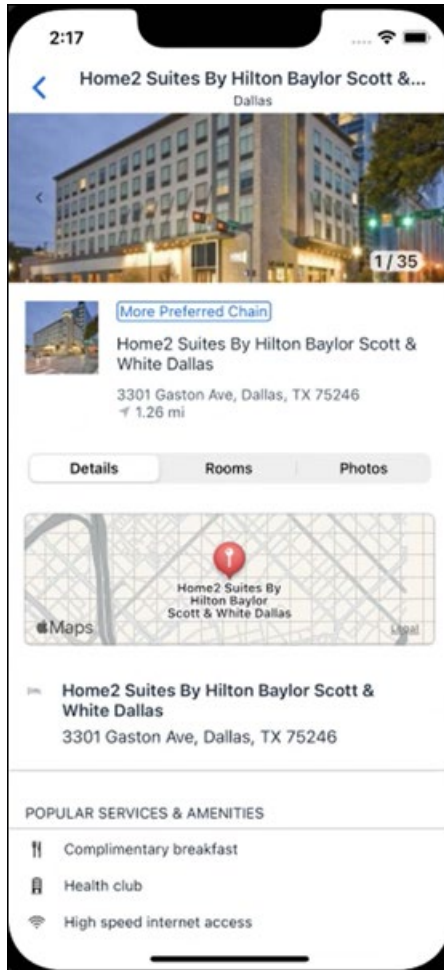 2:17
Home2 Suites By Hilton Baylor Scott &...
Dallas
1 / 35
More Preferred Chain
Home2 Suites By Hilton Baylor Scott &
White Dallas
3301 Gaston Ave, Dallas, TX 75246
1.26 mi
Details Rooms Photos
Home2 Suites By
Hilton Baylor
Scott & White Dallas
Maps
Legal
Home2 Suites By Hilton Baylor Scott &
White Dallas
3301 Gaston Ave, Dallas, TX 75246
POPULAR SERVICES & AMENITIES
Complimentary breakfast
Health club
High speed internet access